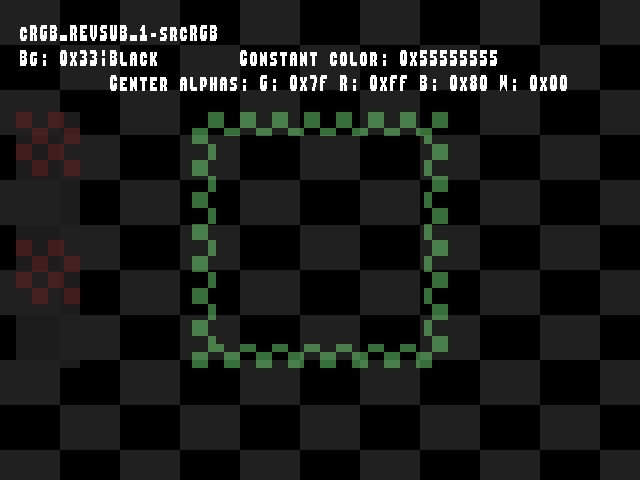 cRGB_REVSUB_1-srcRGB
Bg: 0x33¦Black Constant color: 0x55555555
Center alphas: G: 0x7f R: 0xff B: 0x80 W: 0x00